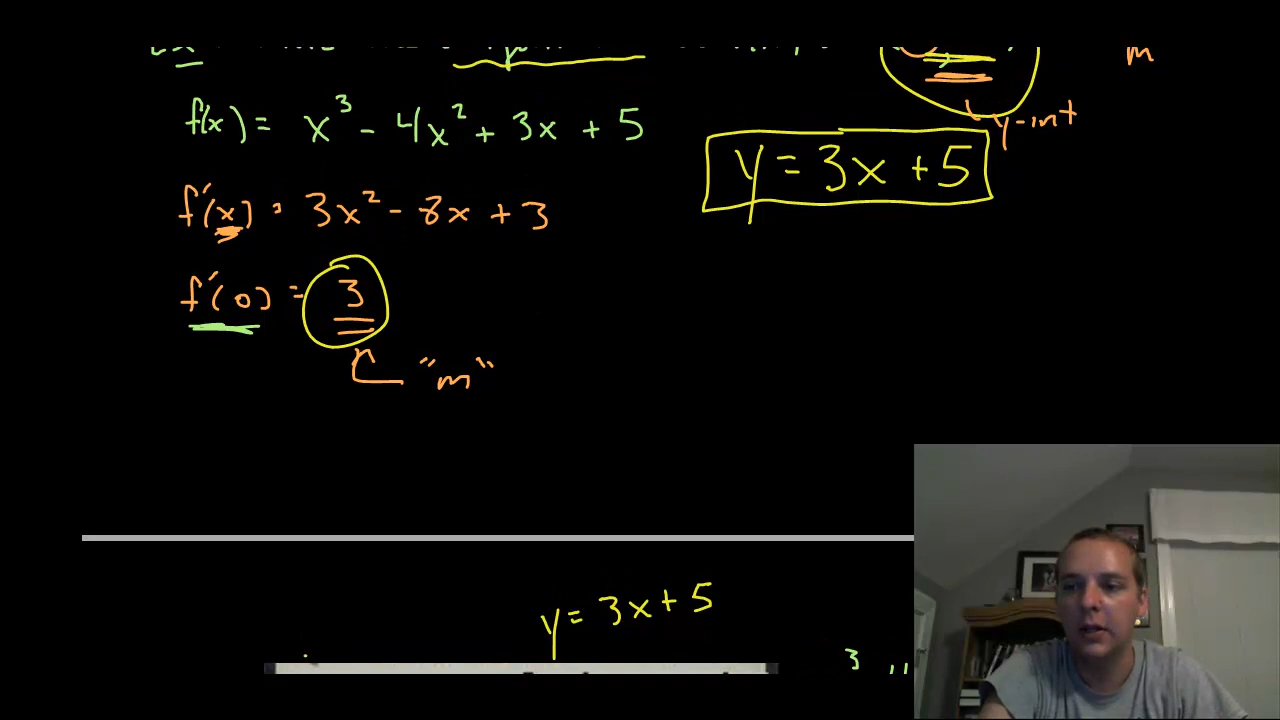 m
f(x) = x³ - 4x² + 3x + 5
y-int
y = 3x + 5
f'(x) = 3x² - 8x + 3
f'(0) = 3
"m"
y = 3x + 5
3